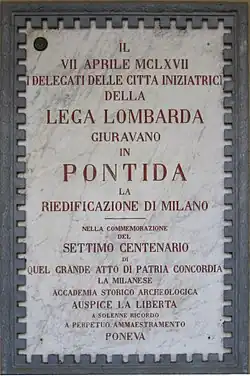 IL
VII APRILE MCLXVII
I DELEGATI DELLE CITTA INIZIATRICI
DELLA
LEGA LOMBARDA
GIURAVANO
IN
PONTIDA
LA
RIEDIFICAZIONE DI MILANO
NELLA COMMEMORAZIONE
DEL
SETTIMO CENTENARIO
DI
QUEL GRANDE ATTO DI PATRIA CONCORDIA
LA MILANESE
ACCADEMIA STORICO ARCHEOLOGICA
AUSPICE LA LIBERTA
A SOLENNE RICORDO
A PERPETUO AMMAESTRAMENTO
PONEVA